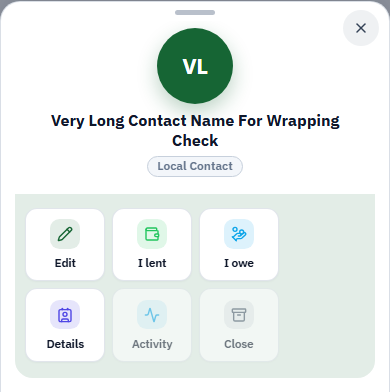 VL
Very Long Contact Name For Wrapping
Check
Local Contact
Edit
I lent
I owe
Details
Activity
Close